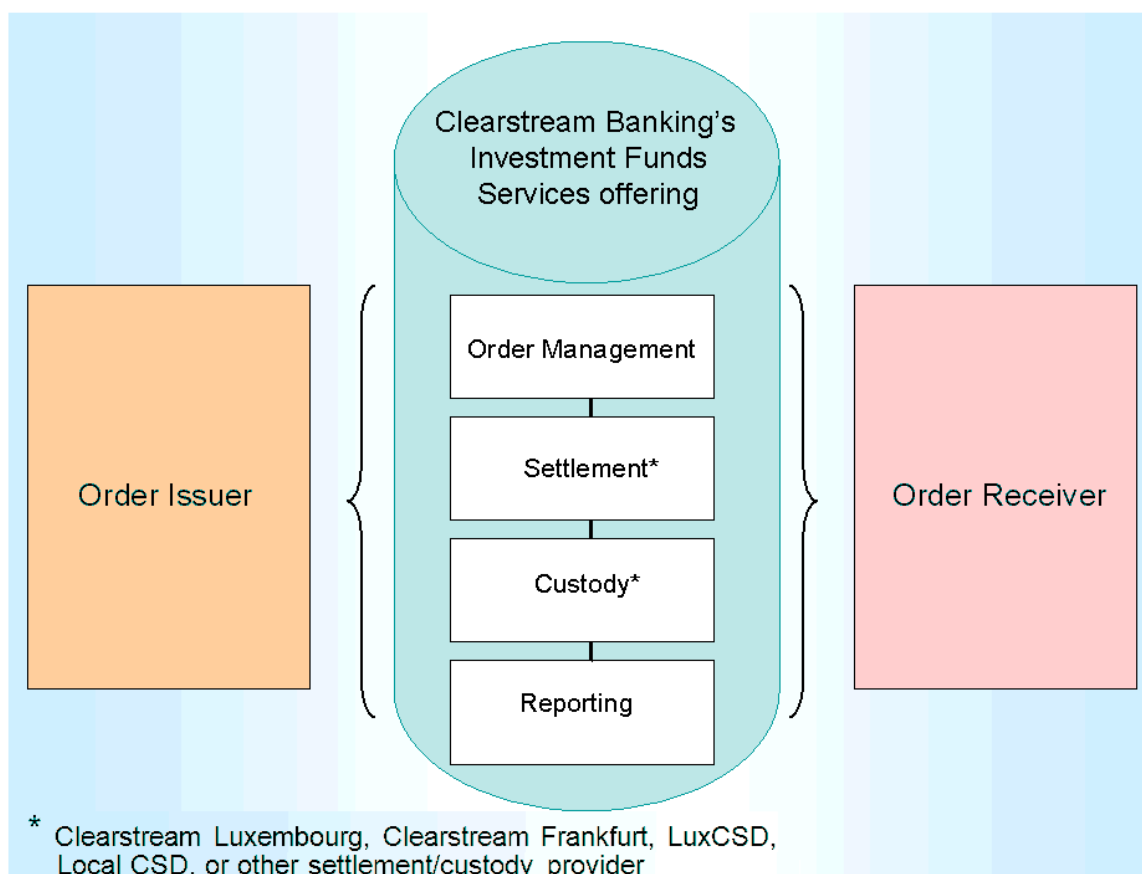 Clearstream Banking's
Investment Funds
Services offering
Order Management
Order Issuer
Settlement*
Order Receiver
Custody*
Reporting
* Clearstream Luxembourg, Clearstream Frankfurt, LuxCSD,
Local CSD, or other settlement/custody provider